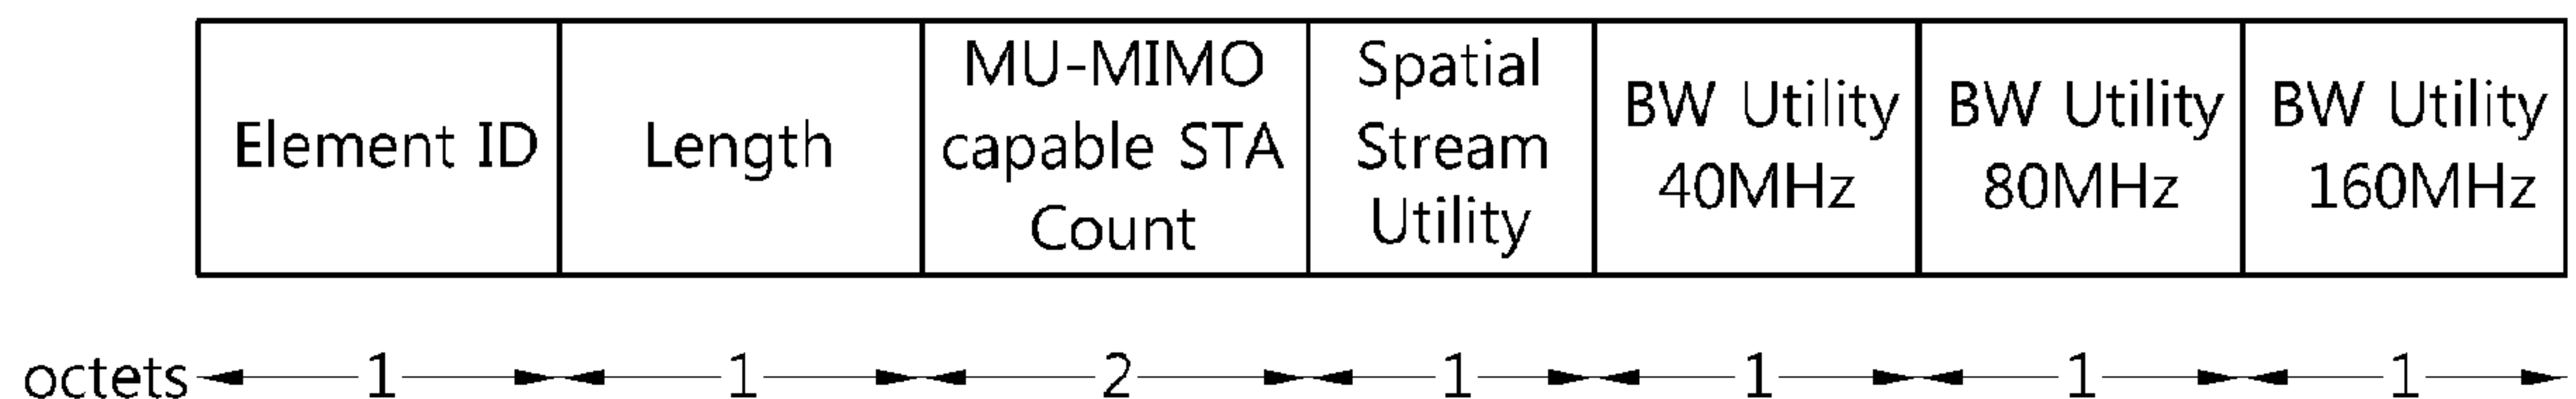 Element ID
Length
MU-MIMO
capable STA
Count
Spatial
Stream
Utility
BW Utility
40MHz
BW Utility
80MHz
BW Utility
160MHz
octets 1 1 2 1 1 1 1